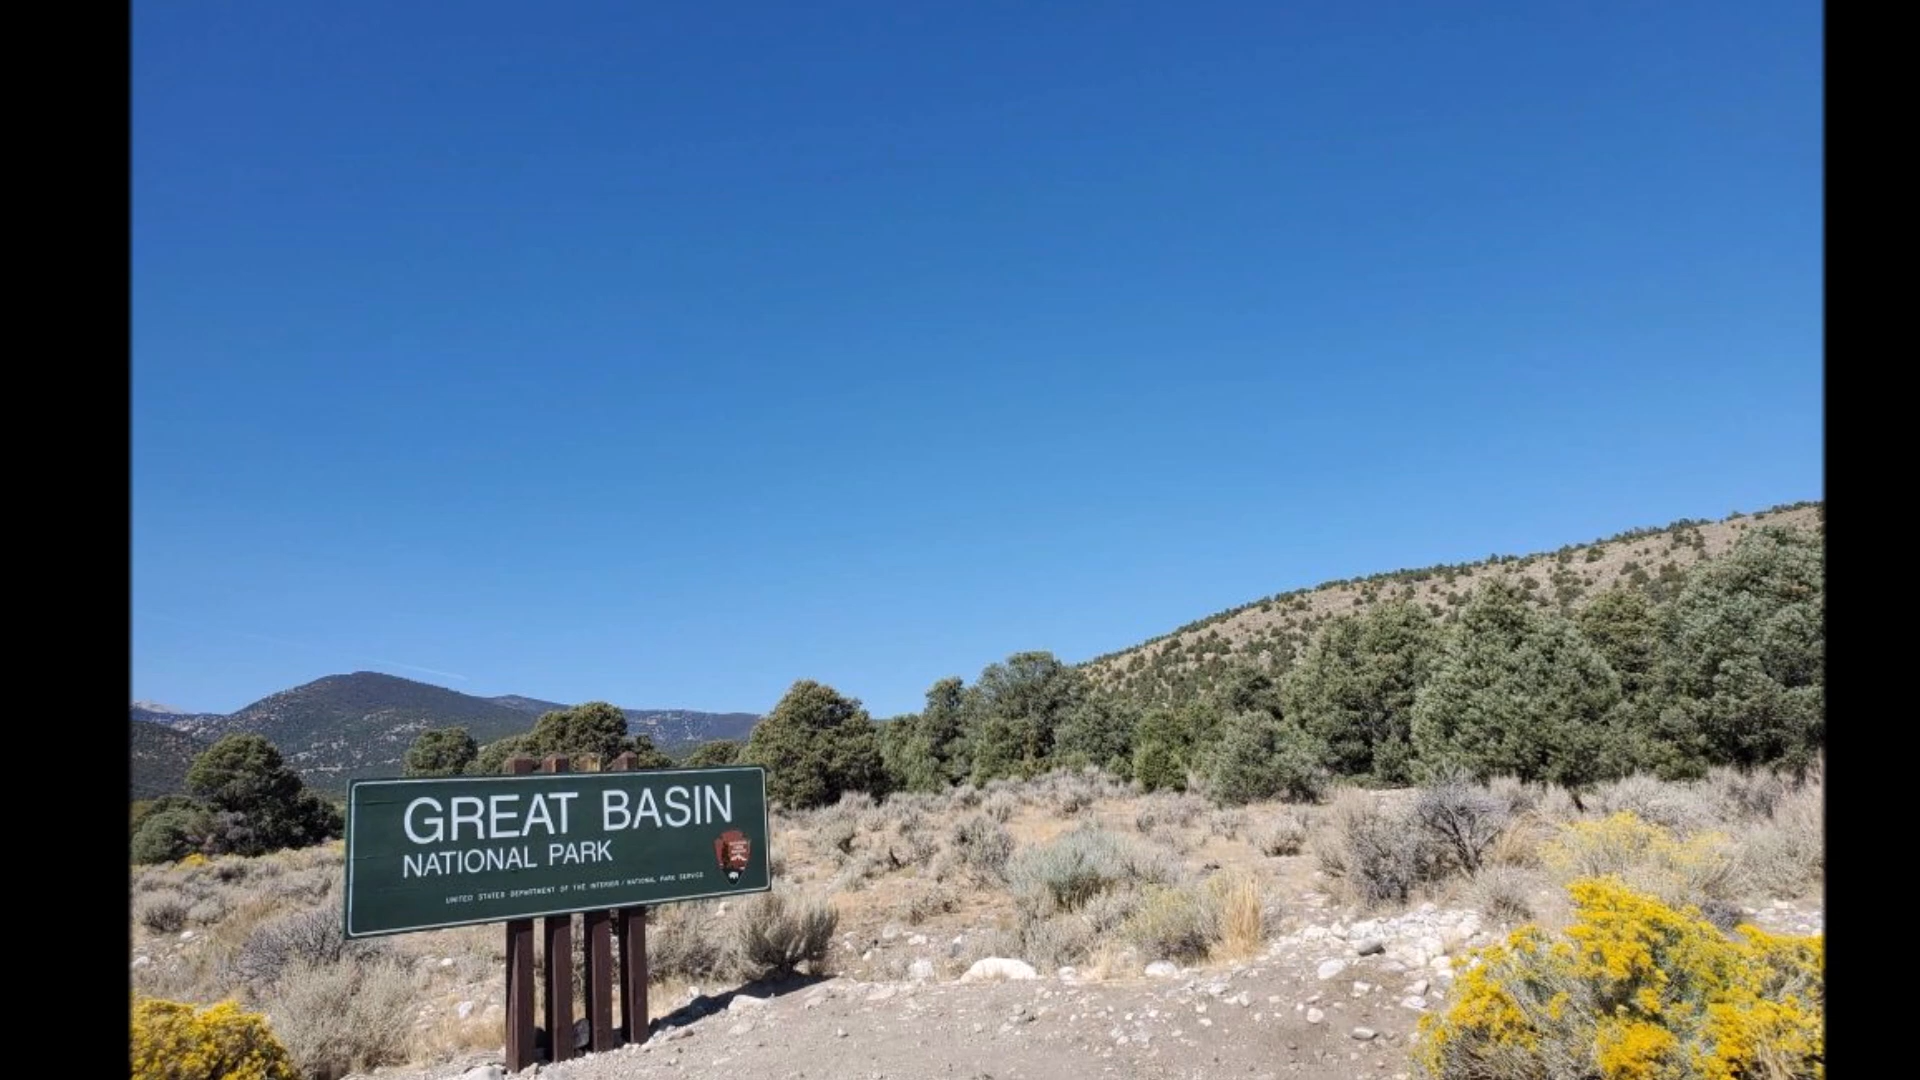 GREAT BASIN
NATIONAL PARK
UNITED STATES DEPARTMENT OF THE INTERIOR / NATIONAL PARK SERVICE